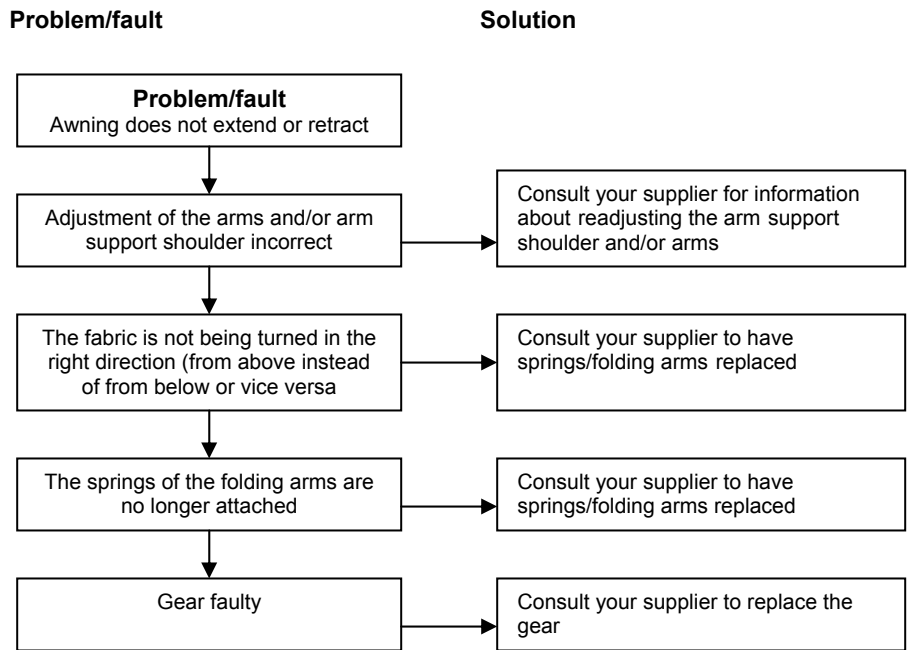 Problem/fault
Solution
Problem/fault
Awning does not extend or retract
Adjustment of the arms and/or arm
support shoulder incorrect
Consult your supplier for information
about readjusting the arm support
shoulder and/or arms
The fabric is not being turned in the
right direction (from above instead
of from below or vice versa
Consult your supplier to have
springs/folding arms replaced
The springs of the folding arms are
no longer attached
Consult your supplier to have
springs/folding arms replaced
Gear faulty
Consult your supplier to replace the
gear